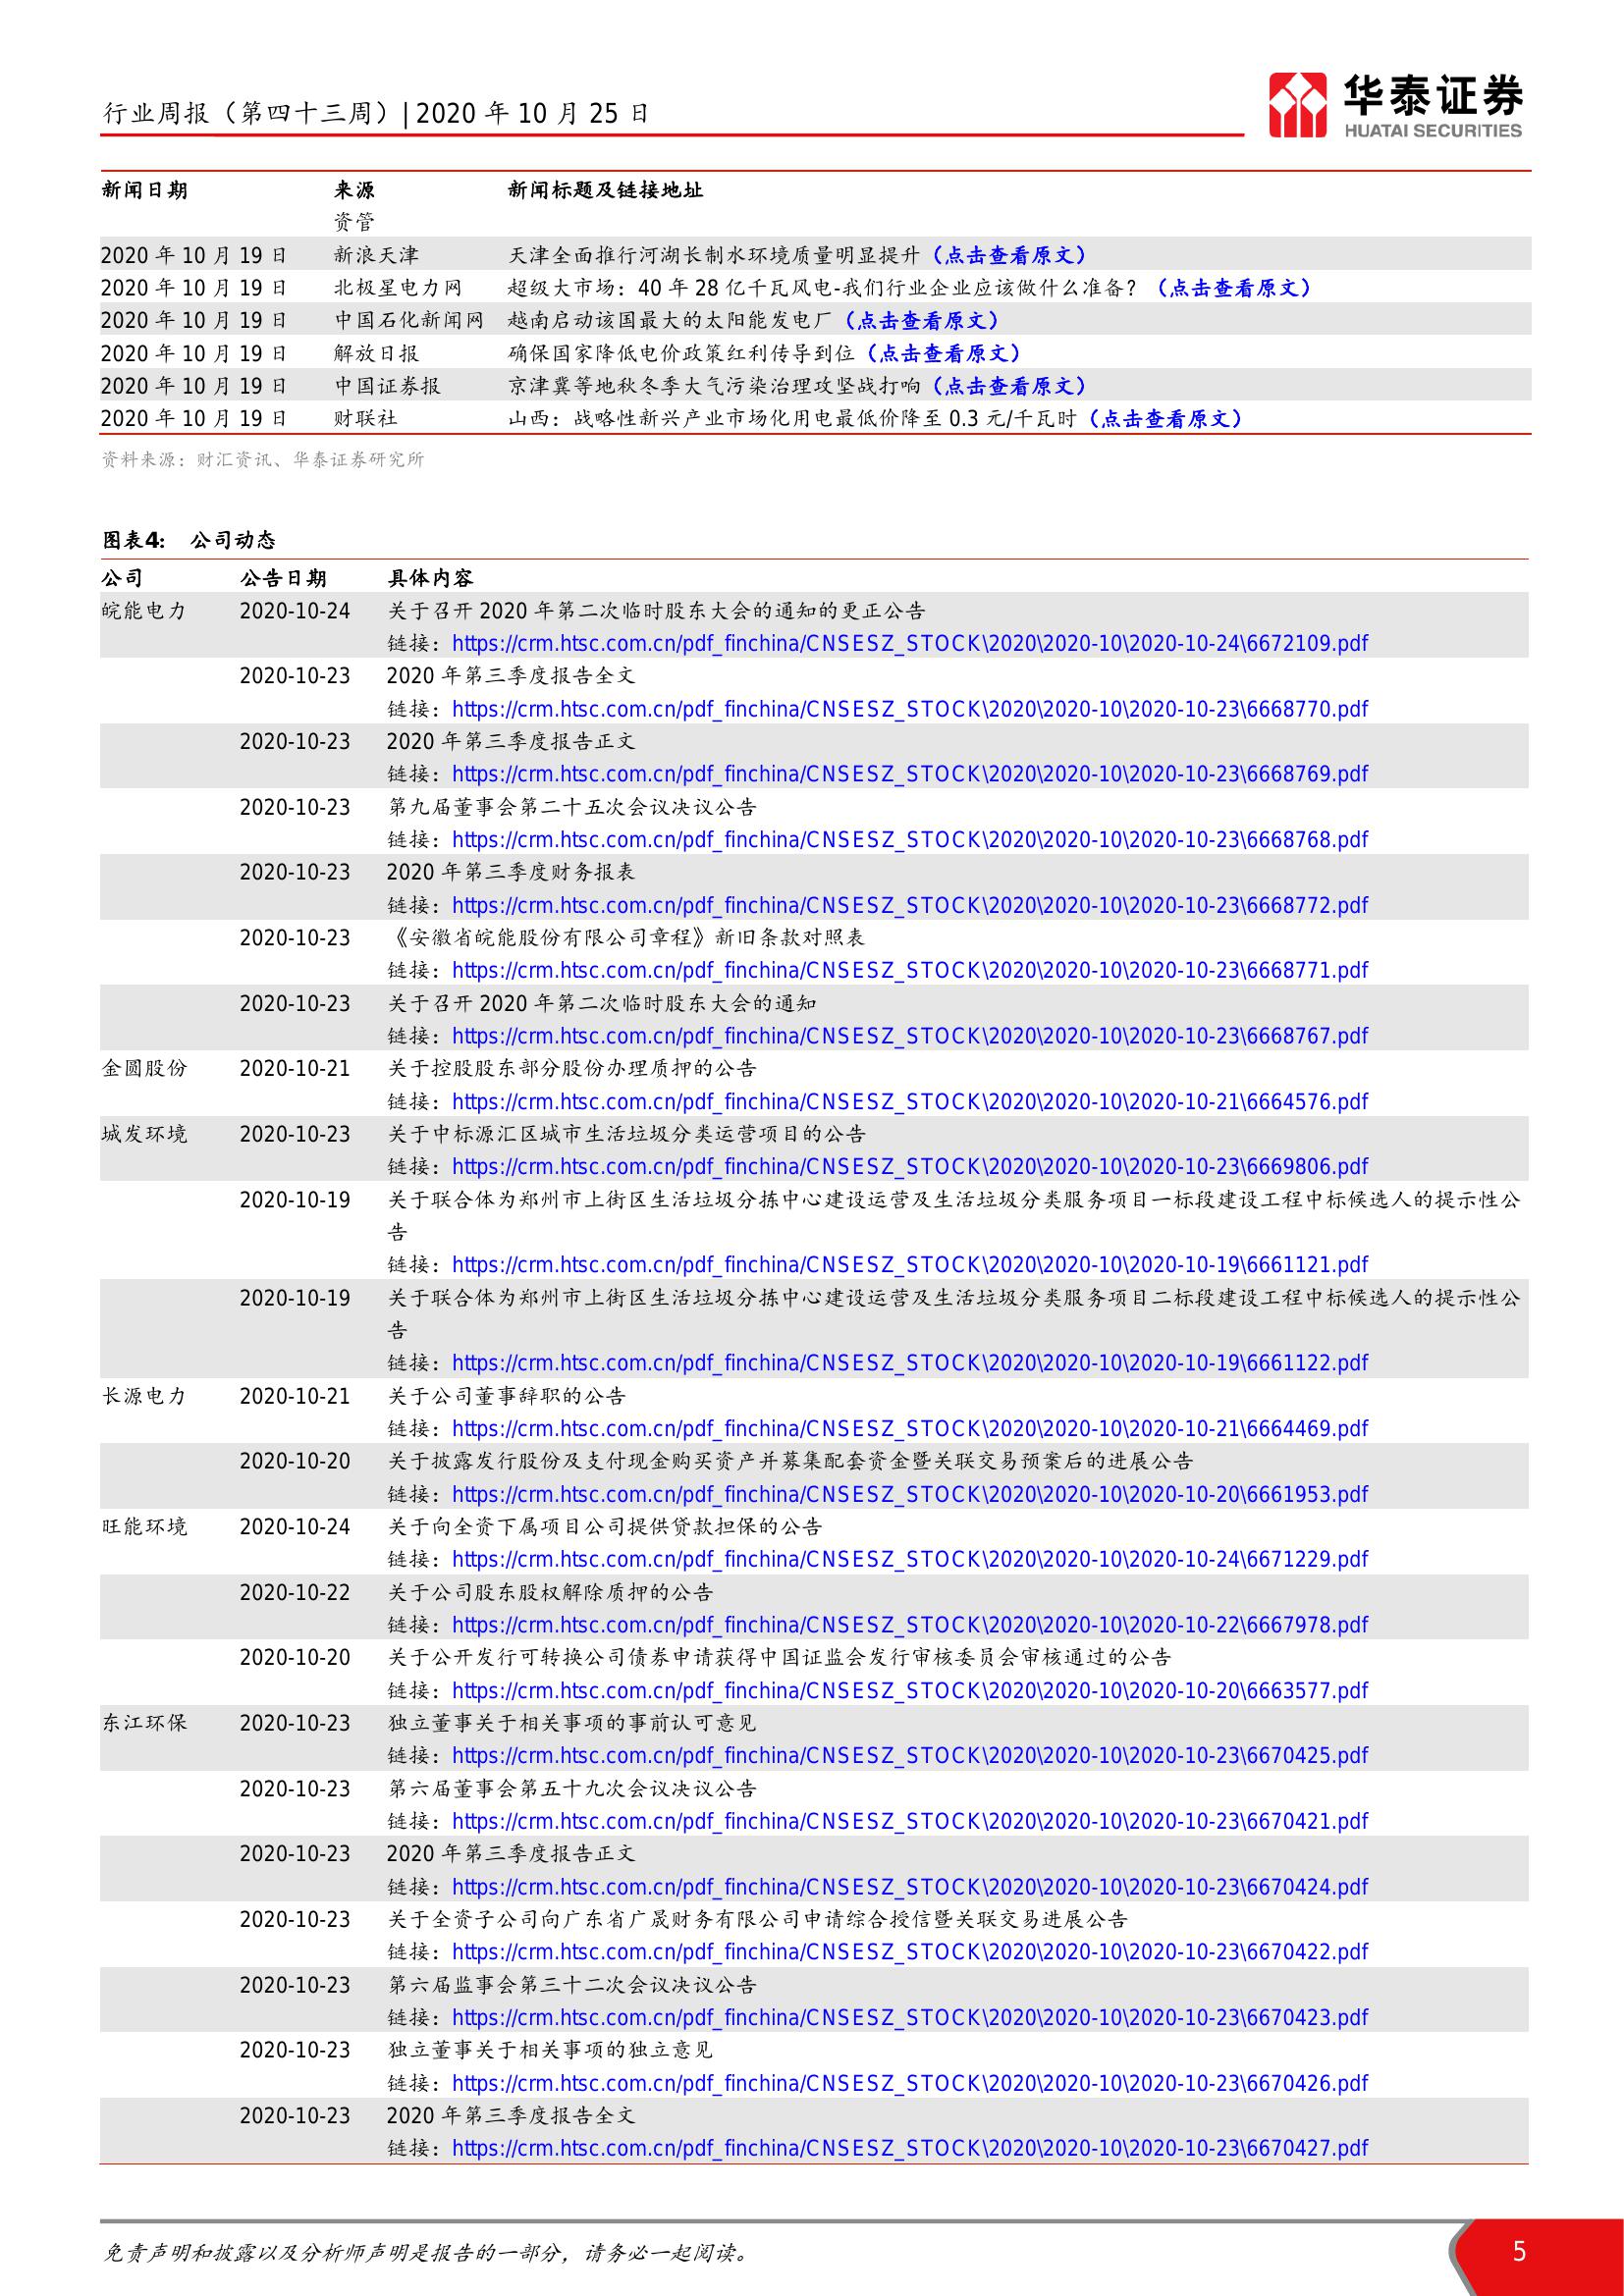 行业周报（第四十三周）| 2020 年 10 月 25 日
华泰证券
HUATAI SECURITIES
新闻日期 来源 新闻标题及链接地址
资管
2020 年 10 月 19 日 新浪天津 天津全面推行河湖长制水环境质量明显提升（点击查看原文）
2020 年 10 月 19 日 北极星电力网 超级大市场：40 年 28 亿千瓦风电-我们行业企业应该做什么准备？（点击查看原文）
2020 年 10 月 19 日 中国石化新闻网 越南启动该国最大的太阳能发电厂（点击查看原文）
2020 年 10 月 19 日 解放日报 确保国家降低电价政策红利传导到位（点击查看原文）
2020 年 10 月 19 日 中国证券报 京津冀等地秋冬季大气污染治理攻坚战打响（点击查看原文）
2020 年 10 月 19 日 财联社 山西：战略性新兴产业市场化用电最低价降至 0.3 元/千瓦时（点击查看原文）
资料来源：财汇资讯、华泰证券研究所
图表4： 公司动态
公司 公告日期 具体内容
皖能电力 2020-10-24 关于召开 2020 年第二次临时股东大会的通知的更正公告
链接：https://crm.htsc.com.cn/pdf_finchina/CNSESZ_STOCK\2020\2020-10\2020-10-24\6672109.pdf
2020-10-23 2020 年第三季度报告全文
链接：https://crm.htsc.com.cn/pdf_finchina/CNSESZ_STOCK\2020\2020-10\2020-10-23\6668770.pdf
2020-10-23 2020 年第三季度报告正文
链接：https://crm.htsc.com.cn/pdf_finchina/CNSESZ_STOCK\2020\2020-10\2020-10-23\6668769.pdf
2020-10-23 第九届董事会第二十五次会议决议公告
链接：https://crm.htsc.com.cn/pdf_finchina/CNSESZ_STOCK\2020\2020-10\2020-10-23\6668768.pdf
2020-10-23 2020 年第三季度财务报表
链接：https://crm.htsc.com.cn/pdf_finchina/CNSESZ_STOCK\2020\2020-10\2020-10-23\6668772.pdf
2020-10-23 《安徽省皖能股份有限公司章程》新旧条款对照表
链接：https://crm.htsc.com.cn/pdf_finchina/CNSESZ_STOCK\2020\2020-10\2020-10-23\6668771.pdf
2020-10-23 关于召开 2020 年第二次临时股东大会的通知
链接：https://crm.htsc.com.cn/pdf_finchina/CNSESZ_STOCK\2020\2020-10\2020-10-23\6668767.pdf
金圆股份 2020-10-21 关于控股股东部分股份办理质押的公告
链接：https://crm.htsc.com.cn/pdf_finchina/CNSESZ_STOCK\2020\2020-10\2020-10-21\6664576.pdf
城发环境 2020-10-23 关于中标源汇区城市生活垃圾分类运营项目的公告
链接：https://crm.htsc.com.cn/pdf_finchina/CNSESZ_STOCK\2020\2020-10\2020-10-23\6669806.pdf
2020-10-19 关于联合体为郑州市上街区生活垃圾分拣中心建设运营及生活垃圾分类服务项目一标段建设工程中标候选人的提示性公
告
链接：https://crm.htsc.com.cn/pdf_finchina/CNSESZ_STOCK\2020\2020-10\2020-10-19\6661121.pdf
2020-10-19 关于联合体为郑州市上街区生活垃圾分拣中心建设运营及生活垃圾分类服务项目二标段建设工程中标候选人的提示性公
告
链接：https://crm.htsc.com.cn/pdf_finchina/CNSESZ_STOCK\2020\2020-10\2020-10-19\6661122.pdf
长源电力 2020-10-21 关于公司董事辞职的公告
链接：https://crm.htsc.com.cn/pdf_finchina/CNSESZ_STOCK\2020\2020-10\2020-10-21\6664469.pdf
2020-10-20 关于披露发行股份及支付现金购买资产并募集配套资金暨关联交易预案后的进展公告
链接：https://crm.htsc.com.cn/pdf_finchina/CNSESZ_STOCK\2020\2020-10\2020-10-20\6661953.pdf
旺能环境 2020-10-24 关于向全资下属项目公司提供贷款担保的公告
链接：https://crm.htsc.com.cn/pdf_finchina/CNSESZ_STOCK\2020\2020-10\2020-10-24\6671229.pdf
2020-10-22 关于公司股东股权解除质押的公告
链接：https://crm.htsc.com.cn/pdf_finchina/CNSESZ_STOCK\2020\2020-10\2020-10-22\6667978.pdf
2020-10-20 关于公开发行可转换公司债券申请获得中国证监会发行审核委员会审核通过的公告
链接：https://crm.htsc.com.cn/pdf_finchina/CNSESZ_STOCK\2020\2020-10\2020-10-20\6663577.pdf
东江环保 2020-10-23 独立董事关于相关事项的事前认可意见
链接：https://crm.htsc.com.cn/pdf_finchina/CNSESZ_STOCK\2020\2020-10\2020-10-23\6670425.pdf
2020-10-23 第六届董事会第五十九次会议决议公告
链接：https://crm.htsc.com.cn/pdf_finchina/CNSESZ_STOCK\2020\2020-10\2020-10-23\6670421.pdf
2020-10-23 2020 年第三季度报告正文
链接：https://crm.htsc.com.cn/pdf_finchina/CNSESZ_STOCK\2020\2020-10\2020-10-23\6670424.pdf
2020-10-23 关于全资子公司向广东省广晟财务有限公司申请综合授信暨关联交易进展公告
链接：https://crm.htsc.com.cn/pdf_finchina/CNSESZ_STOCK\2020\2020-10\2020-10-23\6670422.pdf
2020-10-23 第六届监事会第三十二次会议决议公告
链接：https://crm.htsc.com.cn/pdf_finchina/CNSESZ_STOCK\2020\2020-10\2020-10-23\6670423.pdf
2020-10-23 独立董事关于相关事项的独立意见
链接：https://crm.htsc.com.cn/pdf_finchina/CNSESZ_STOCK\2020\2020-10\2020-10-23\6670426.pdf
2020-10-23 2020 年第三季度报告全文
链接：https://crm.htsc.com.cn/pdf_finchina/CNSESZ_STOCK\2020\2020-10\2020-10-23\6670427.pdf
免责声明和披露以及分析师声明是报告的一部分，请务必一起阅读。 5